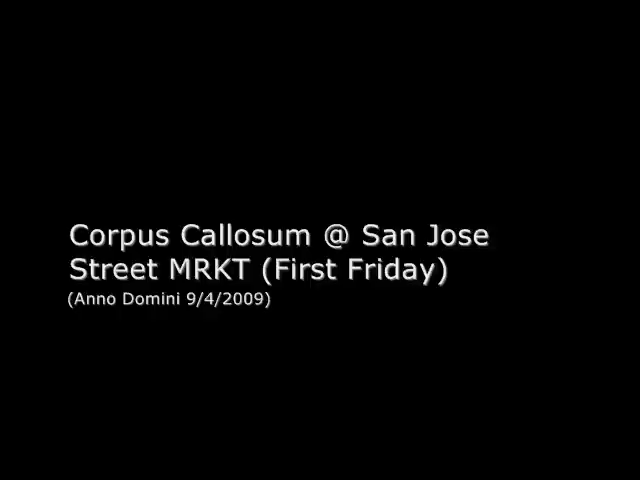 Corpus Callosum @ San Jose
Street MRKT (First Friday)
(Anno Domini 9/4/2009)